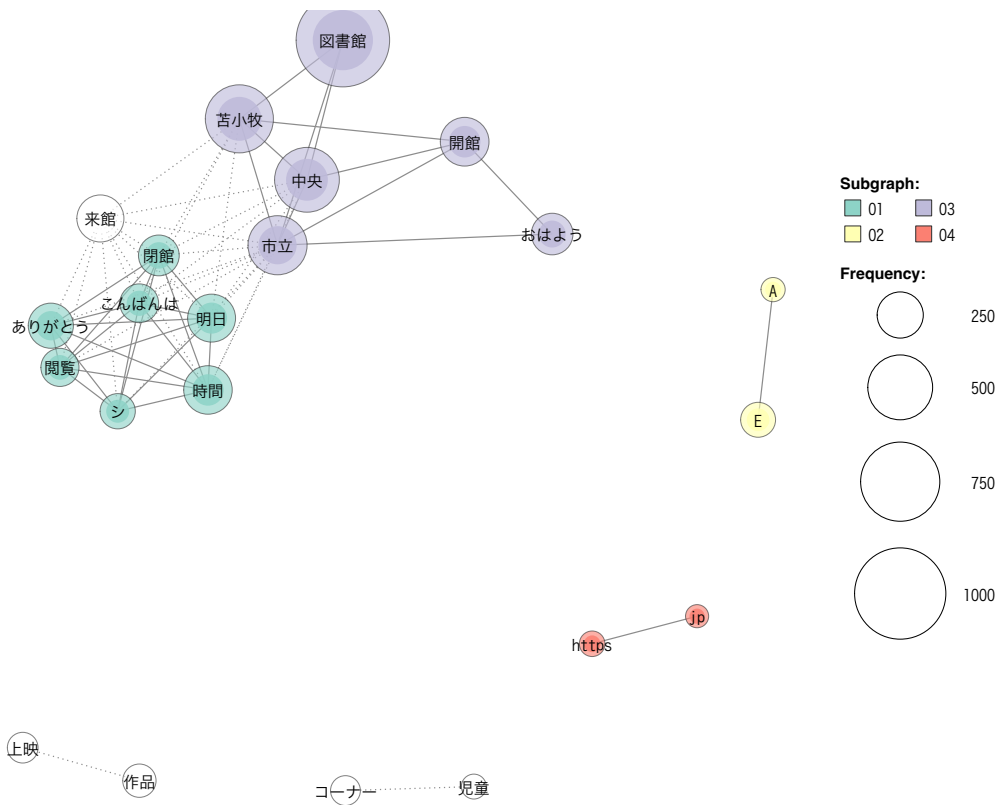 図書館
苫小牧
開館
中央
来館
おはよう
市立
閉館
こんばんは
明日
ありがとう
閲覧
時間
シ
A
E
https
jp
上映
作品
コーナー
児童
Subgraph:
01
03
02
04
Frequency:
250
500
750
1000